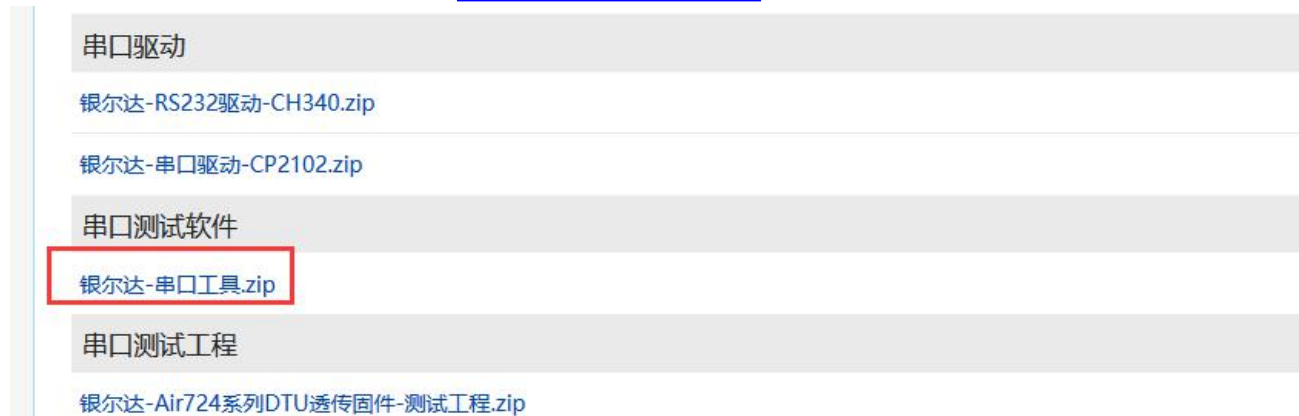 串口驱动
银尔达-RS232驱动-CH340.zip
银尔达-串口驱动-CP2102.zip
串口测试软件
银尔达-串口工具.zip
串口测试工程
银尔达-Air724系列DTU透传固件-测试工程.zip